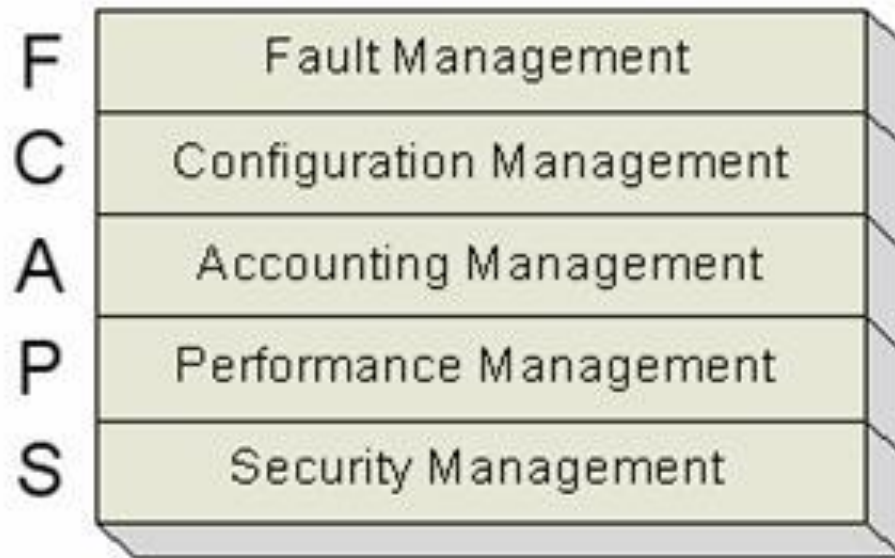 F Fault Management
C Configuration Management
A Accounting Management
P Performance Management
S Security Management